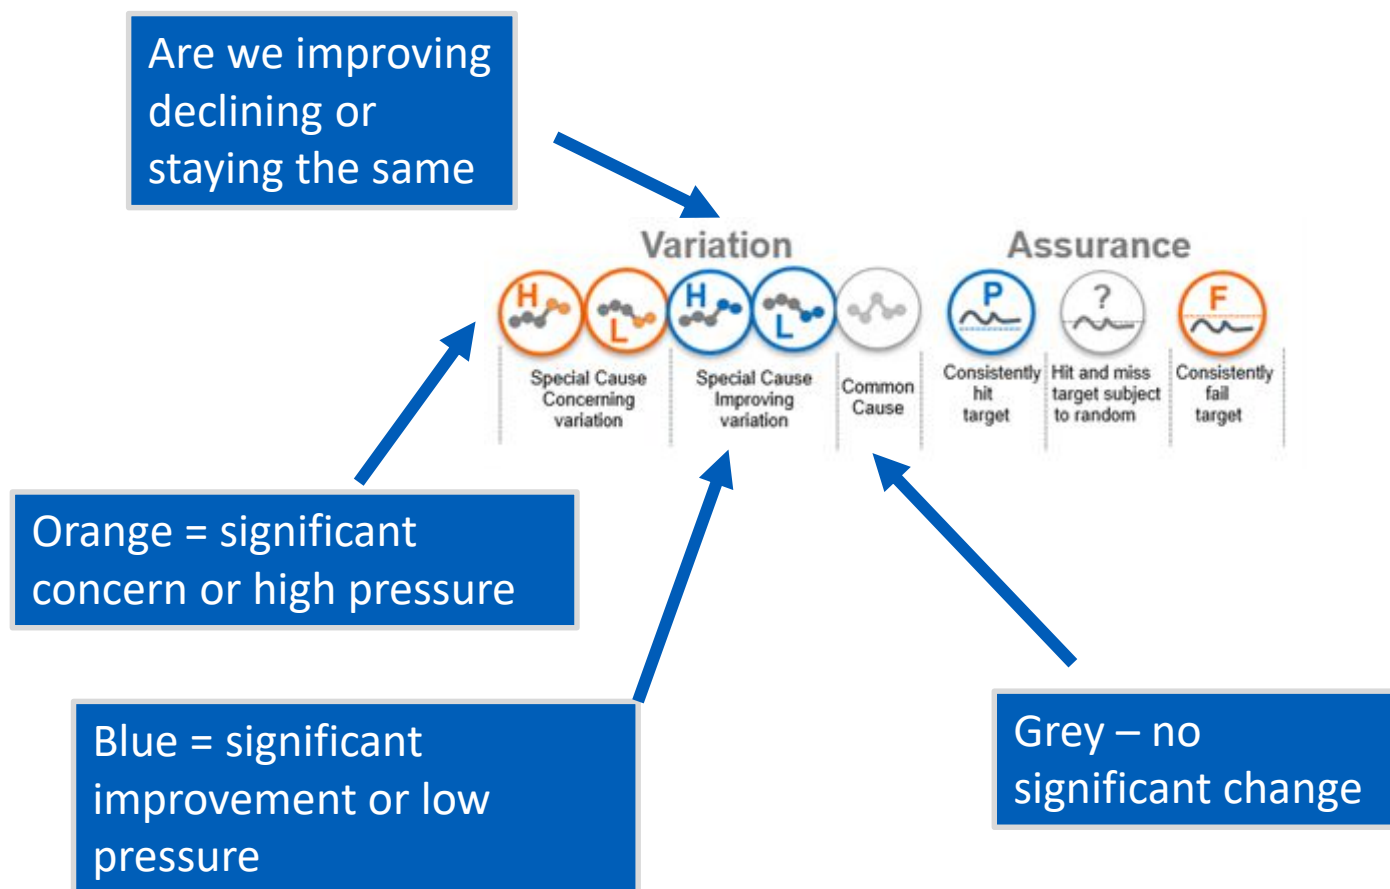 Are we improving
declining or
staying the same
Variation
Assurance
H
L
H
L
P
?
F
Special Cause
Concerning
variation
Special Cause
Improving
variation
Common
Cause
Consistently
hit
target
Hit and miss
target subject
to random
Consistently
fail
target
Orange = significant
concern or high pressure
Blue = significant
improvement or low
pressure
Grey – no
significant change